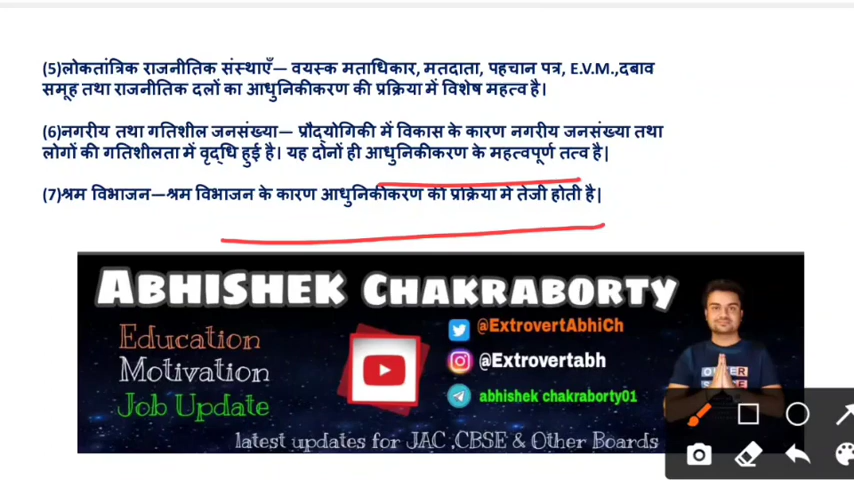 (5)लोकतांत्रिक राजनीतिक संस्थाएँ— वयस्क मताधिकार, मतदाता, पहचान पत्र, E.V.M.,दबाव
समूह तथा राजनीतिक दलों का आधुनिकीकरण की प्रक्रिया में विशेष महत्व है।
(6)नगरीय तथा गतिशील जनसंख्या— प्रौद्योगिकी में विकास के कारण नगरीय जनसंख्या तथा
लोगों की गतिशीलता में वृद्धि हुई है। यह दोनों ही आधुनिकीकरण के महत्वपूर्ण तत्व है|
(7)श्रम विभाजन—श्रम विभाजन के कारण आधुनिकीकरण की प्रक्रिया में तेजी होती है|
ABHISHEK CHAKRABORTY
Education
Motivation
Job Update
@ExtrovertAbhiCh
@Extrovertabh
abhishek chakraborty01
latest updates for JAC ,CBSE & Other Boards